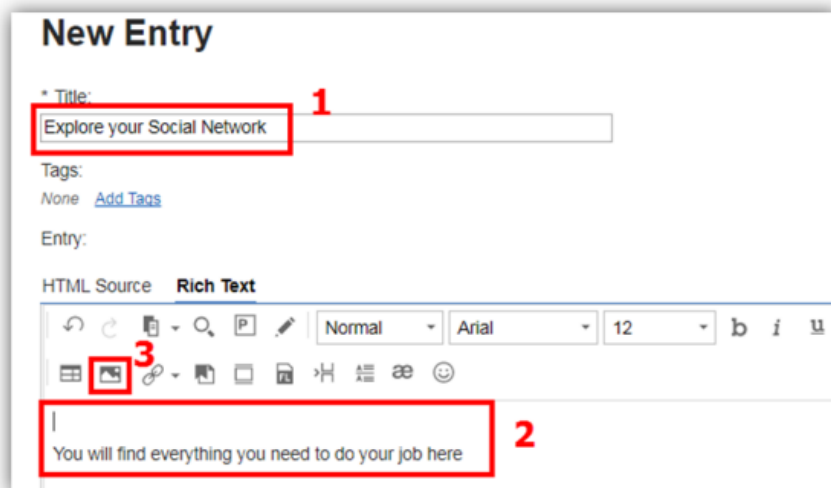 New Entry
* Title:
1
Explore your Social Network
Tags:
None Add Tags
Entry:
HTML Source Rich Text
P Normal Arial 12 b i u
3
FL æ
You will find everything you need to do your job here
2